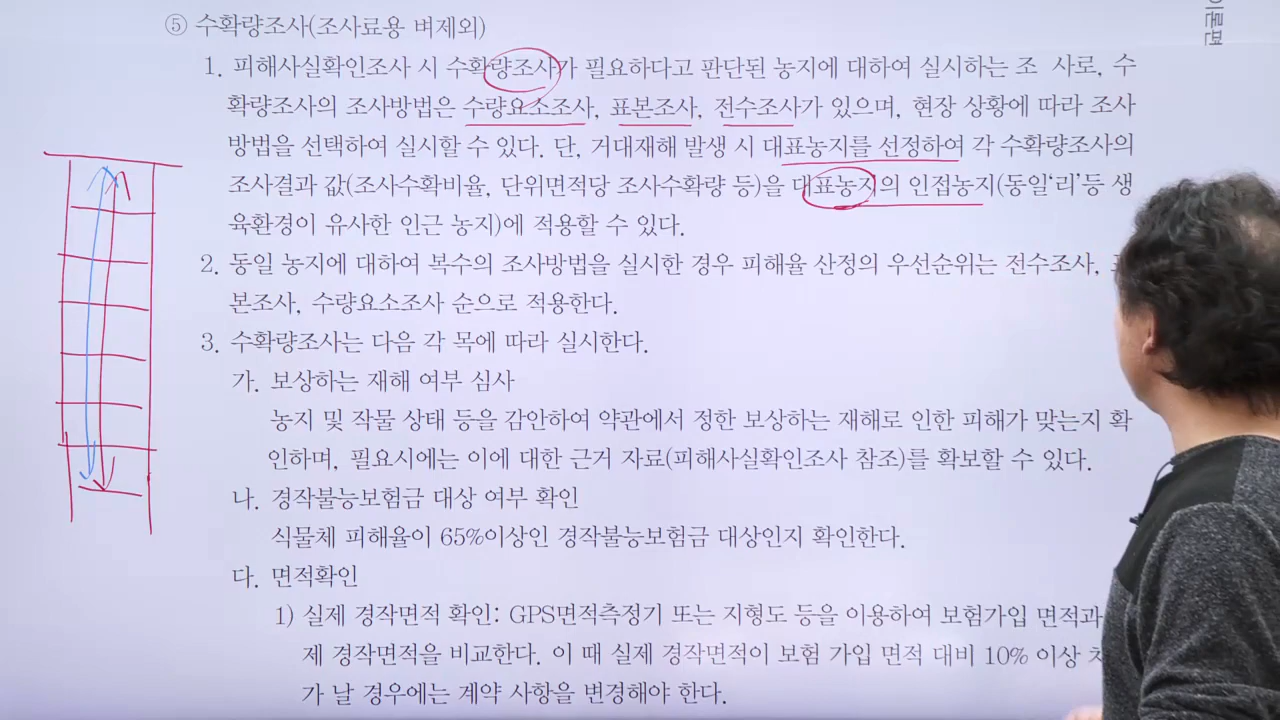 이론편
⑤ 수확량조사(조사료용 벼제외)
1. 피해사실확인조사 시 수확량조사가 필요하다고 판단된 농지에 대하여 실시하는 조 사로, 수
확량조사의 조사방법은 수량요소조사, 표본조사, 전수조사가 있으며, 현장 상황에 따라 조사
방법을 선택하여 실시할 수 있다. 단, 거대재해 발생 시 대표농지를 선정하여 각 수확량조사의
조사결과 값(조사수확비율, 단위면적당 조사수확량 등)을 대표농지의 인접농지(동일‘리’등 생
육환경이 유사한 인근 농지)에 적용할 수 있다.
2. 동일 농지에 대하여 복수의 조사방법을 실시한 경우 피해율 산정의 우선순위는 전수조사,
본조사, 수량요소조사 순으로 적용한다.
3. 수확량조사는 다음 각 목에 따라 실시한다.
가. 보상하는 재해 여부 심사
농지 및 작물 상태 등을 감안하여 약관에서 정한 보상하는 재해로 인한 피해가 맞는지 확
인하며, 필요시에는 이에 대한 근거 자료(피해사실확인조사 참조)를 확보할 수 있다.
나. 경작불능보험금 대상 여부 확인
식물체 피해율이 65%이상인 경작불능보험금 대상인지 확인한다.
다. 면적확인
1) 실제 경작면적 확인: GPS면적측정기 또는 지형도 등을 이용하여 보험가입 면적과
제 경작면적을 비교한다. 이 때 실제 경작면적이 보험 가입 면적 대비 10% 이상
가 날 경우에는 계약 사항을 변경해야 한다.